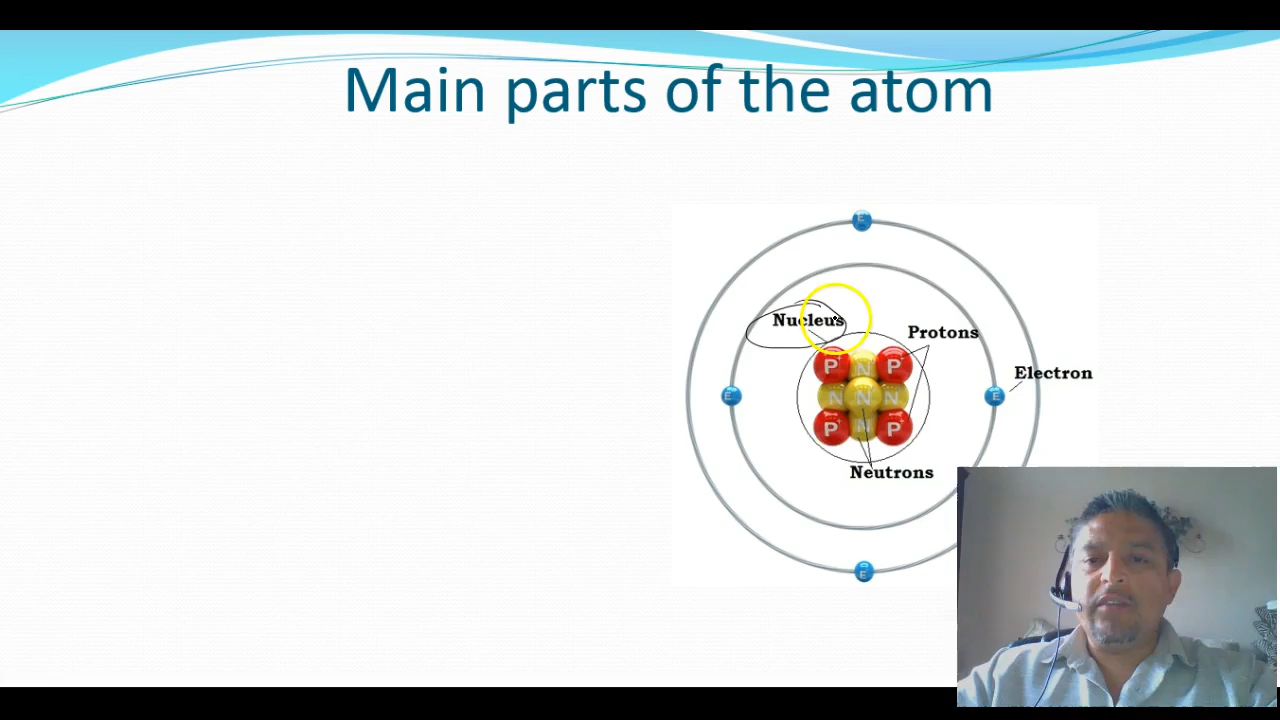 Main parts of the atom
E
Nucleus
Protons
P+ N P+
Electron
E N N N E
P+ N P+
Neutrons
E